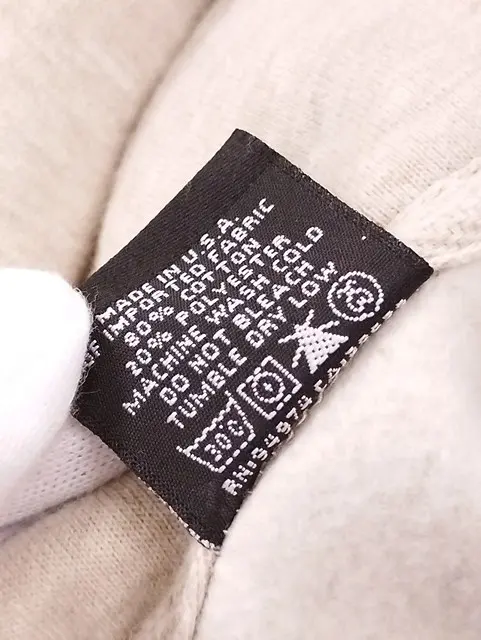 MADE IN U.S.A.
IMPORTED FABRIC
80% COTTON
20% POLYESTER
MACHINE WASH COLD
DO NOT BLEACH
TUMBLE DRY LOW